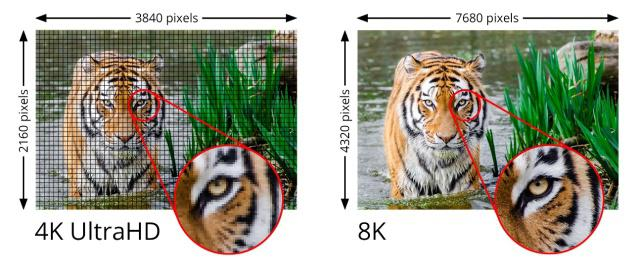 3840 pixels
7680 pixels
2160 pixels
4320 pixels
4K UltraHD
8K